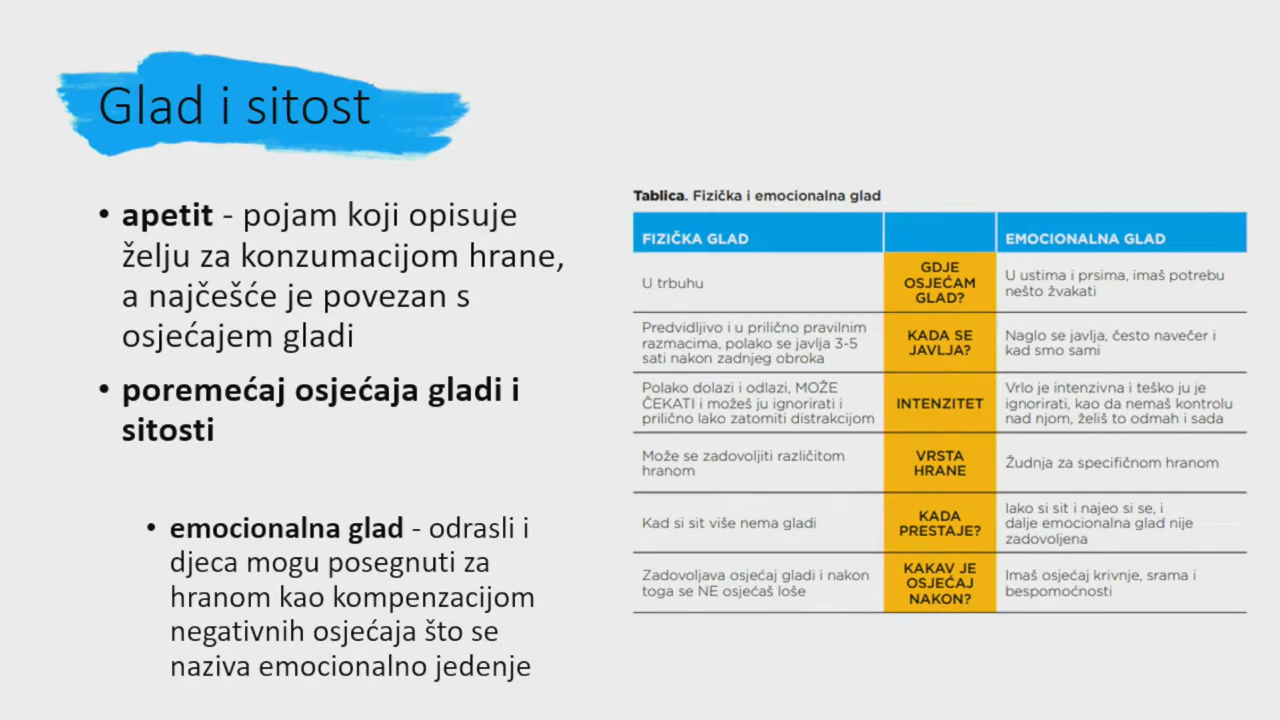 Glad i sitost
• apetit - pojam koji opisuje
želju za konzumacijom hrane,
a najčešće je povezan s
osjećajem gladi
• poremećaj osjećaja gladi i
sitosti
• emocionalna glad - odrasli i
djeca mogu posegnuti za
hranom kao kompenzacijom
negativnih osjećaja što se
naziva emocionalno jedenje
Tablica. Fizička i emocionalna glad
FIZIČKA GLAD
EMOCIONALNA GLAD
U trbuhu
GDJE
OSJEĆAM
GLAD?
U ustima i prsima, imaš potrebu
nešto žvakati
Predvidljivo i u prilično pravilnim
razmacima, polako se javlja 3-5
sati nakon zadnjeg obroka
KADA SE
JAVLJA?
Naglo se javlja, često navečer i
kad smo sami
Polako dolazi i odlazi, MOŽE
ČEKATI i možeš ju ignorirati i
prilično lako zatomiti distrakcijom
INTENZITET
Vrlo je intenzivna i teško ju je
ignorirati, kao da nemaš kontrolu
nad njom, želiš to odmah i sada
Može se zadovoljiti različitom
hranom
VRSTA
HRANE
Žudnja za specifičnom hranom
Kad si sit više nema gladi
KADA
PRESTAJE?
Iako si sit i najeo si se, i
dalje emocionalna glad nije
zadovoljena
Zadovoljava osjećaj gladi i nakon
toga se NE osjećaš loše
KAKAV JE
OSJEĆAJ
NAKON?
Imaš osjećaj krivnje, srama i
bespomoćnosti